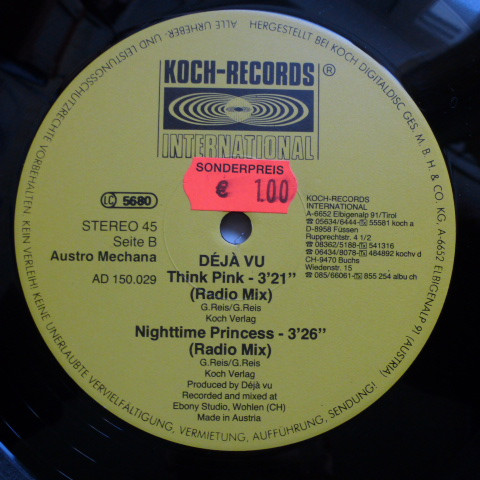 KOCH-RECORDS ®
INTERNATIONAL
SONDERPREIS
€ 1.00
LC 5680
STEREO 45
Seite B
Austro Mechana
AD 150.029
KOCH-RECORDS
INTERNATIONAL
A-6652 Elbigenalp 91/Tirol
05634/6444- 55581 koch a
D-8958 Füssen
Rupprechtstr. 4 1/2
08362/5188- 541316
06434/8078- 484892 kochv d
CH-9470 Buchs
Wiedenstr. 15
085/66061- 855 254 albu ch
DÉJÀ VU
Think Pink - 3'21"
(Radio Mix)
G.Reis/G.Reis
Koch Verlag
Nighttime Princess - 3'26"
(Radio Mix)
G.Reis/G.Reis
Koch Verlag
Produced by Déjà vu
Recorded and mixed at
Ebony Studio, Wohlen (CH)
Made in Austria
ALLE URHEBER- UND LEISTUNGSSCHUTZRECHTE VORBEHALTEN. KEIN VERLEIH! KEINE UNERLAUBTE VERVIELFÄLTIGUNG, VERMIETUNG, AUFFÜHRUNG, SENDUNG!
HERGESTELLT BEI KOCH DIGITALDISC GES. M. B. H. & CO. KG, A-6652 ELBIGENALP 91 (AUSTRIA)